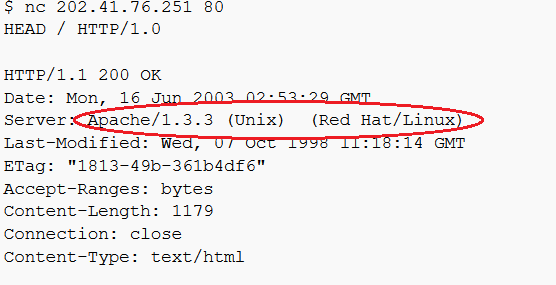 $ nc 202.41.76.251 80
HEAD / HTTP/1.0
HTTP/1.1 200 OK
Date: Mon, 16 Jun 2003 02:53:29 GMT
Server: Apache/1.3.3 (Unix)  (Red Hat/Linux)
Last-Modified: Wed, 07 Oct 1998 11:18:14 GMT
ETag: "1813-49b-361b4df6"
Accept-Ranges: bytes
Content-Length: 1179
Connection: close
Content-Type: text/html